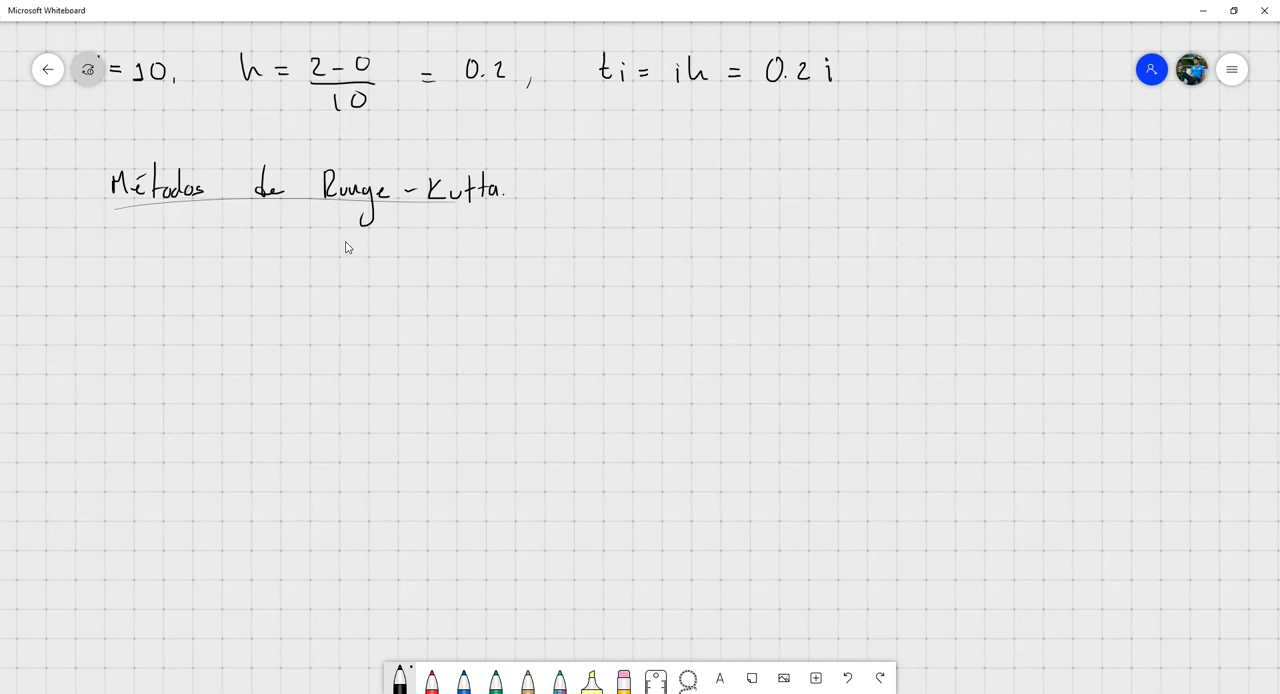 Microsoft Whiteboard
= 10, h = 2-0/10 = 0.2, ti = ih = 0.2 i
Métodos de Runge-Kutta.
A